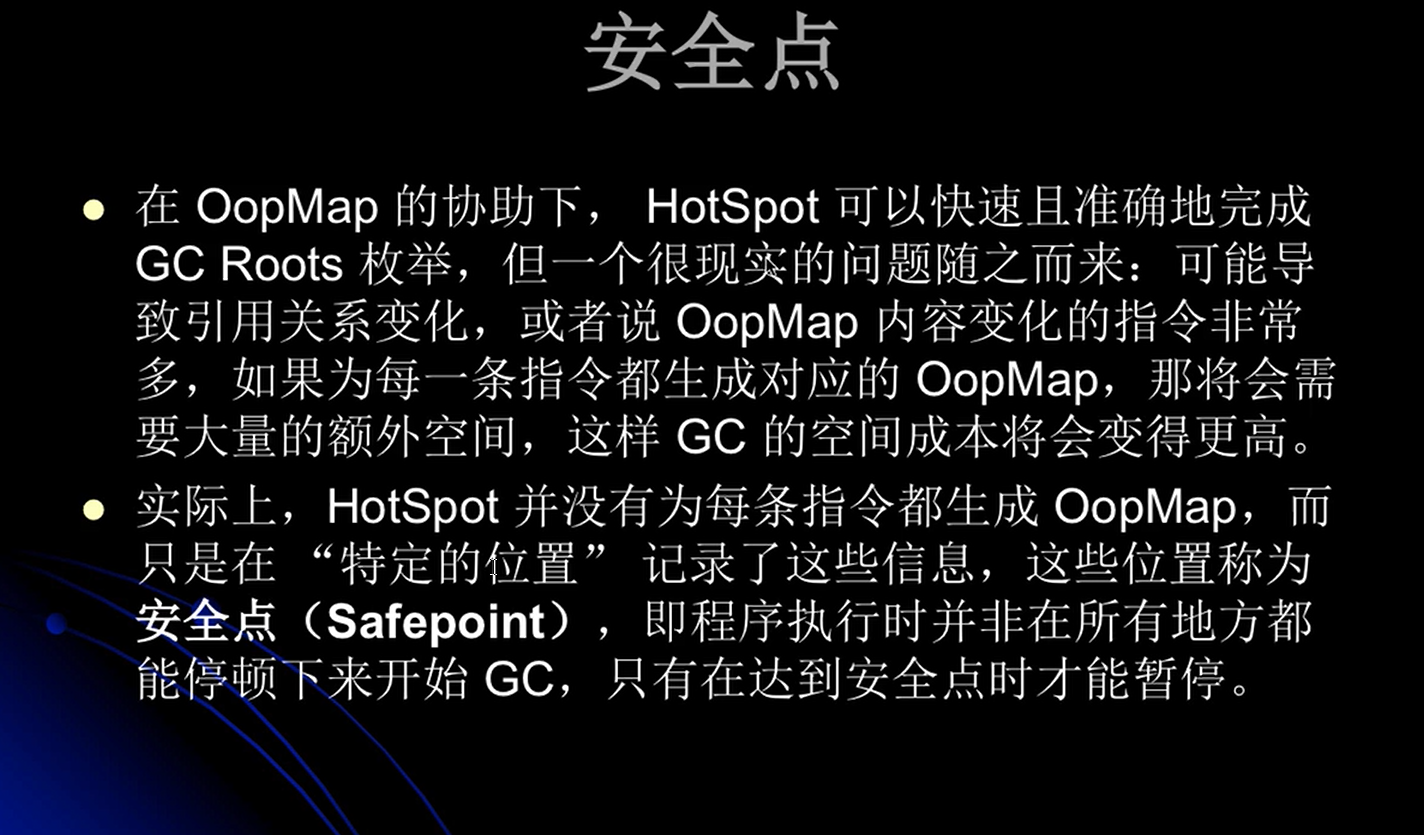 安全点
在 OopMap 的协助下， HotSpot 可以快速且准确地完成
GC Roots 枚举，但一个很现实的问题随之而来：可能导
致引用关系变化，或者说 OopMap 内容变化的指令非常
多，如果为每一条指令都生成对应的 OopMap，那将会需
要大量的额外空间，这样 GC 的空间成本将会变得更高。
实际上，HotSpot 并没有为每条指令都生成 OopMap，而
只是在 “特定的位置” 记录了这些信息，这些位置称为
安全点（Safepoint），即程序执行时并非在所有地方都
能停顿下来开始 GC，只有在达到安全点时才能暂停。